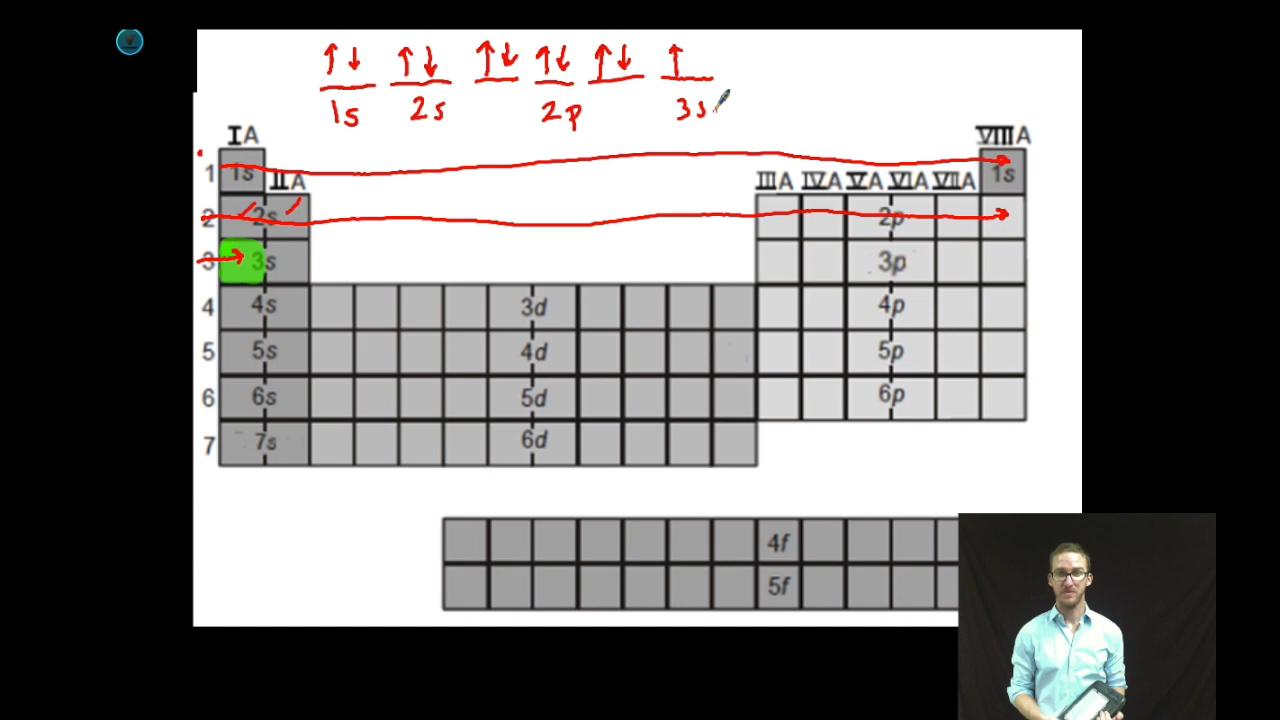 ↑↓ ↑↓ ↑↓ ↑↓ ↑↓ ↑
1s 2s 2p 3s
IA VIIIA
1 1s IIA IIIA IVA VA VIA VIIA 1s
2 2s 2p
3 3s 3p
4 4s 3d 4p
5 5s 4d 5p
6 6s 5d 6p
7 7s 6d
4f
5f